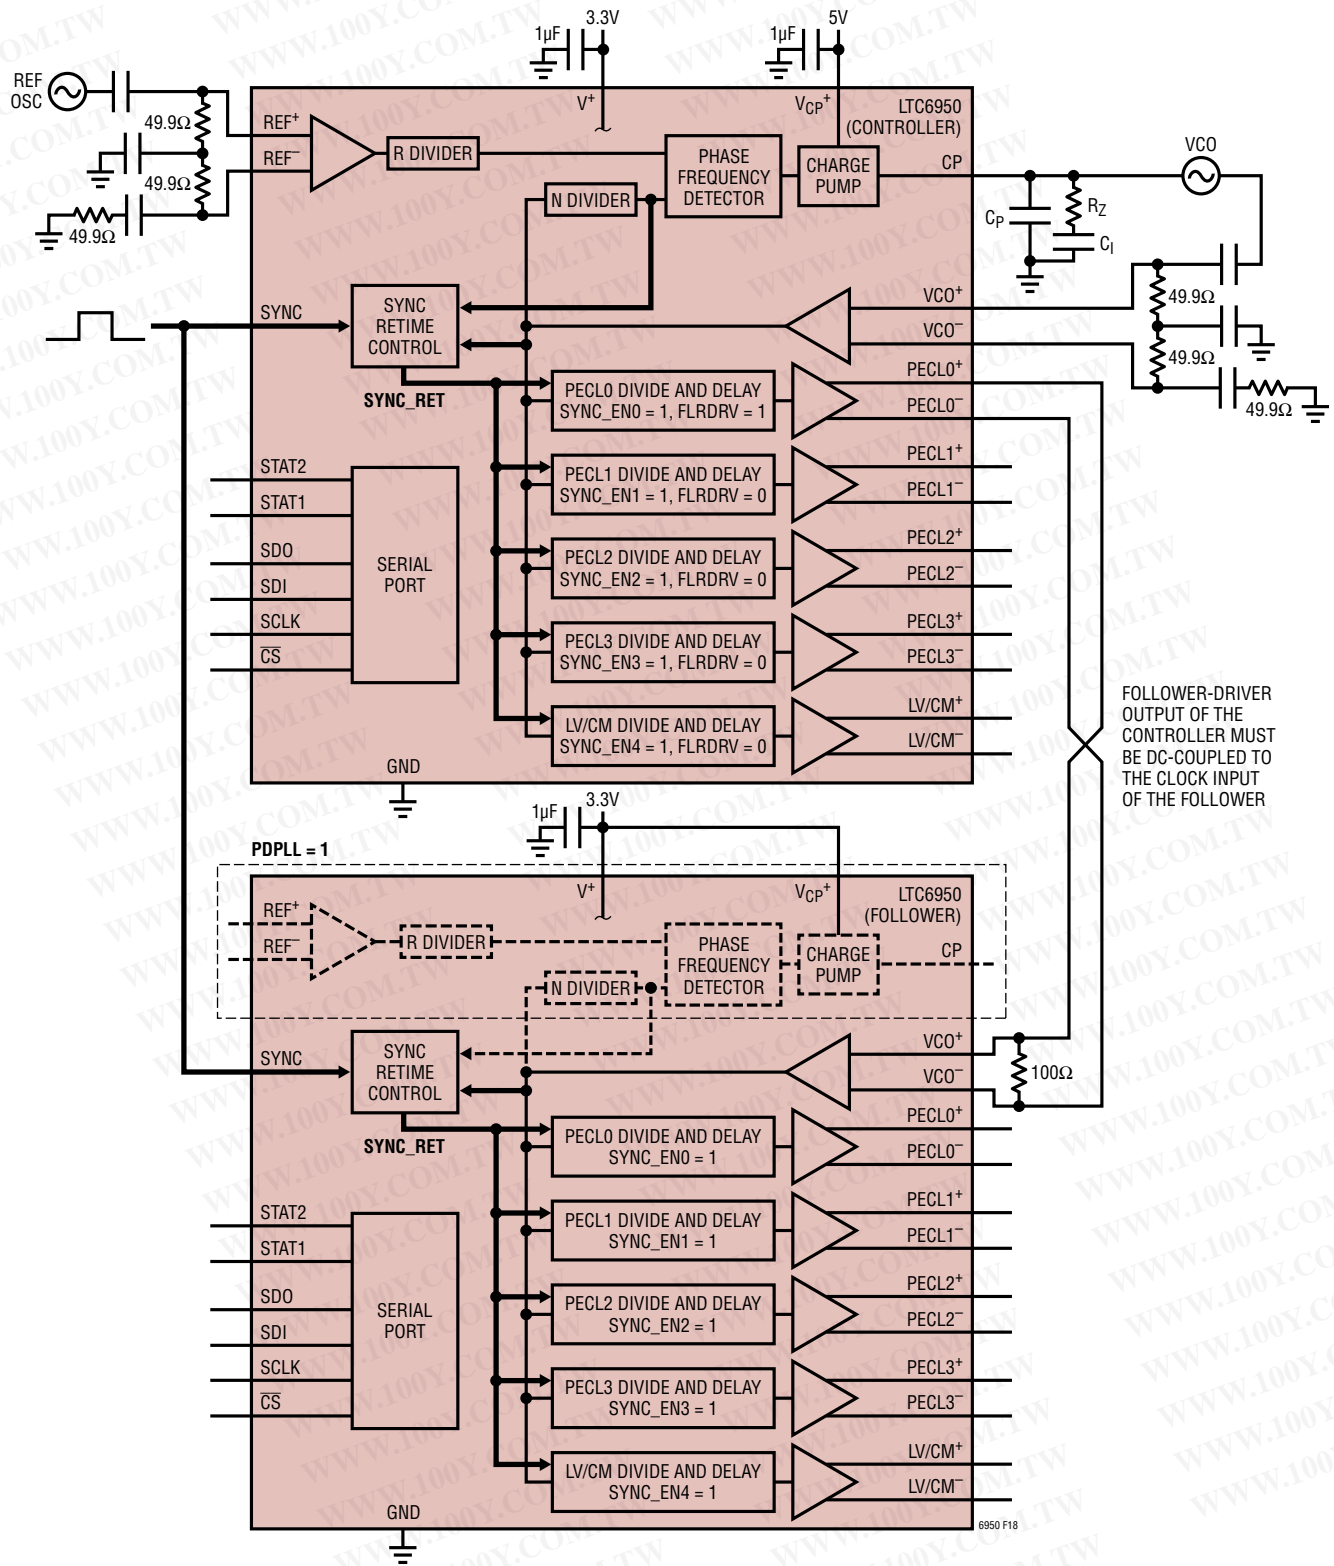 3.3V
5V
1µF
1µF
REF
OSC
V+
VCP+
LTC6950
(CONTROLLER)
49.9Ω
REF+
REF–
R DIVIDER
PHASE
FREQUENCY
DETECTOR
CHARGE
PUMP
CP
VCO
49.9Ω
N DIVIDER
49.9Ω
CP
RZ
CI
SYNC
SYNC
RETIME
CONTROL
VCO+
VCO–
49.9Ω
49.9Ω
49.9Ω
SYNC_RET
PECL0 DIVIDE AND DELAY
SYNC_EN0 = 1, FLRDRV = 1
PECL0+
PECL0–
STAT2
STAT1
PECL1 DIVIDE AND DELAY
SYNC_EN1 = 1, FLRDRV = 0
PECL1+
PECL1–
SDO
SDI
SERIAL
PORT
PECL2 DIVIDE AND DELAY
SYNC_EN2 = 1, FLRDRV = 0
PECL2+
PECL2–
SCLK
CS
PECL3 DIVIDE AND DELAY
SYNC_EN3 = 1, FLRDRV = 0
PECL3+
PECL3–
LV/CM DIVIDE AND DELAY
SYNC_EN4 = 1, FLRDRV = 0
LV/CM+
LV/CM–
GND
FOLLOWER-DRIVER
OUTPUT OF THE
CONTROLLER MUST
BE DC-COUPLED TO
THE CLOCK INPUT
OF THE FOLLOWER
1µF
3.3V
PDPLL = 1
V+
VCP+
LTC6950
(FOLLOWER)
REF+
REF–
R DIVIDER
PHASE
FREQUENCY
DETECTOR
CHARGE
PUMP
CP
N DIVIDER
SYNC
SYNC
RETIME
CONTROL
VCO+
VCO–
100Ω
SYNC_RET
PECL0 DIVIDE AND DELAY
SYNC_EN0 = 1
PECL0+
PECL0–
STAT2
STAT1
PECL1 DIVIDE AND DELAY
SYNC_EN1 = 1
PECL1+
PECL1–
SDO
SDI
SERIAL
PORT
PECL2 DIVIDE AND DELAY
SYNC_EN2 = 1
PECL2+
PECL2–
SCLK
CS
PECL3 DIVIDE AND DELAY
SYNC_EN3 = 1
PECL3+
PECL3–
LV/CM DIVIDE AND DELAY
SYNC_EN4 = 1
LV/CM+
LV/CM–
GND
6950 F18
WWW.100Y.COM.TW